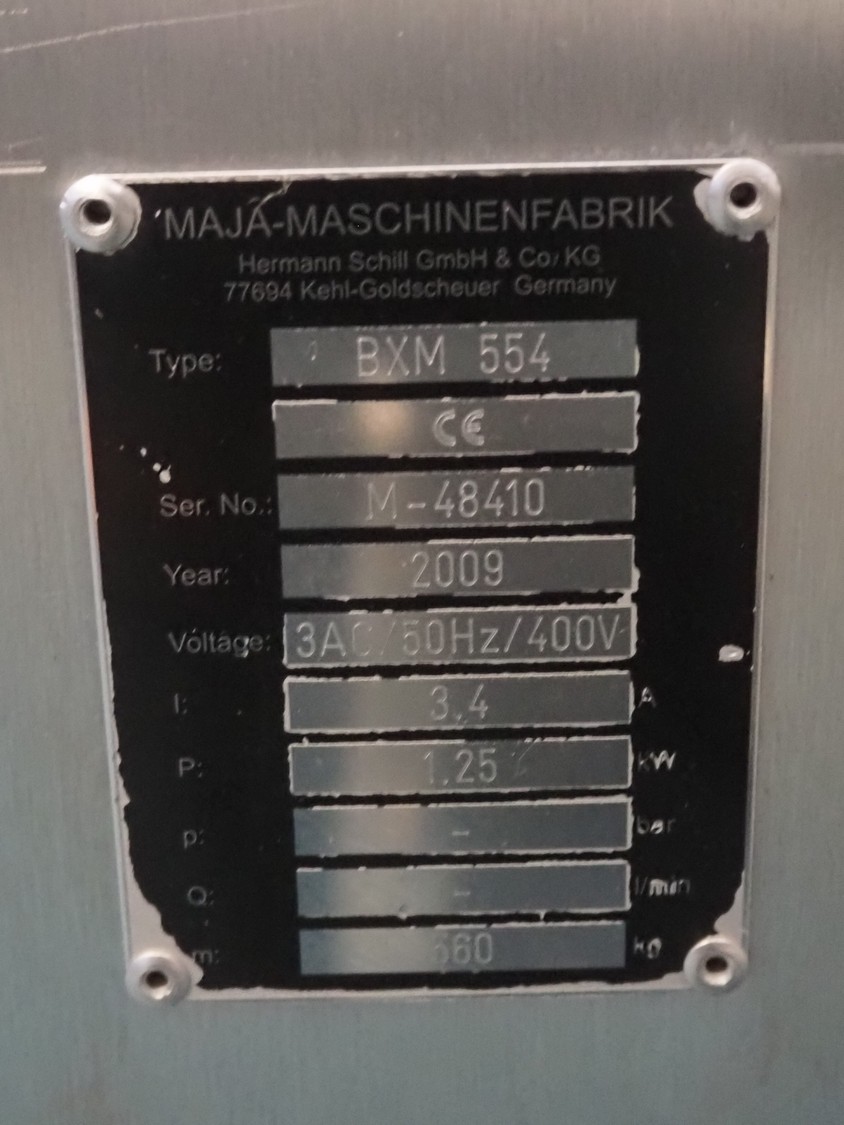 MAJA-MASCHINENFABRIK
Hermann Schill GmbH & Co. KG
77694 Kehl-Goldscheuer Germany
Type: BXM 554
CE
Ser. No.: M-48410
Year: 2009
Voltage: 3AC/50Hz/400V
I: 3.4 A
P: 1.25 kW
p: - bar
Q: - l/min
m: kg